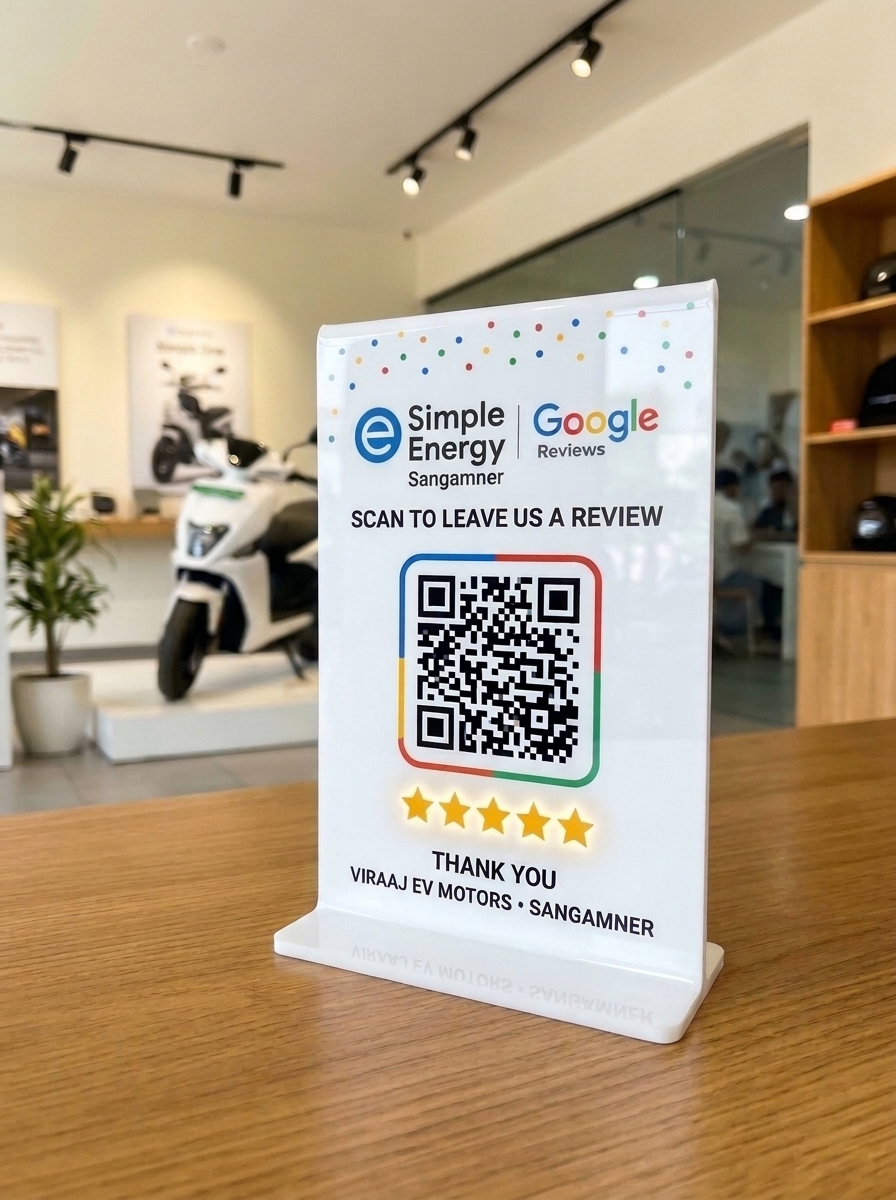 Simple
Energy
Sangamner
Google
Reviews
SCAN TO LEAVE US A REVIEW
THANK YOU
VIRAAJ EV MOTORS • SANGAMNER